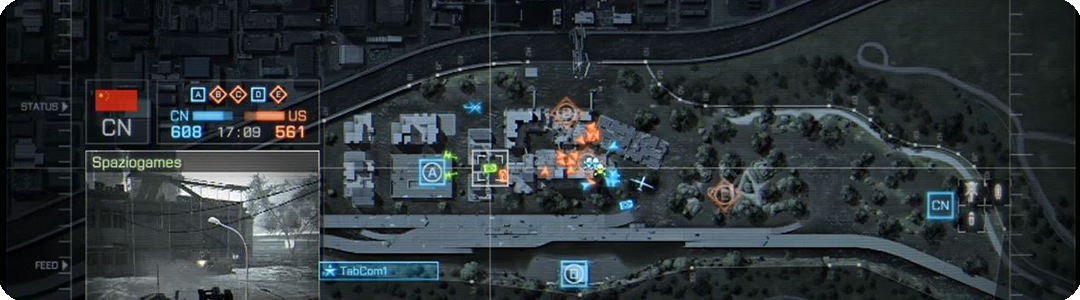 STATUS
CN
A B C D E
CN US
608 17:09 561
Spaziogames
A
CN
FEED
TabCom1